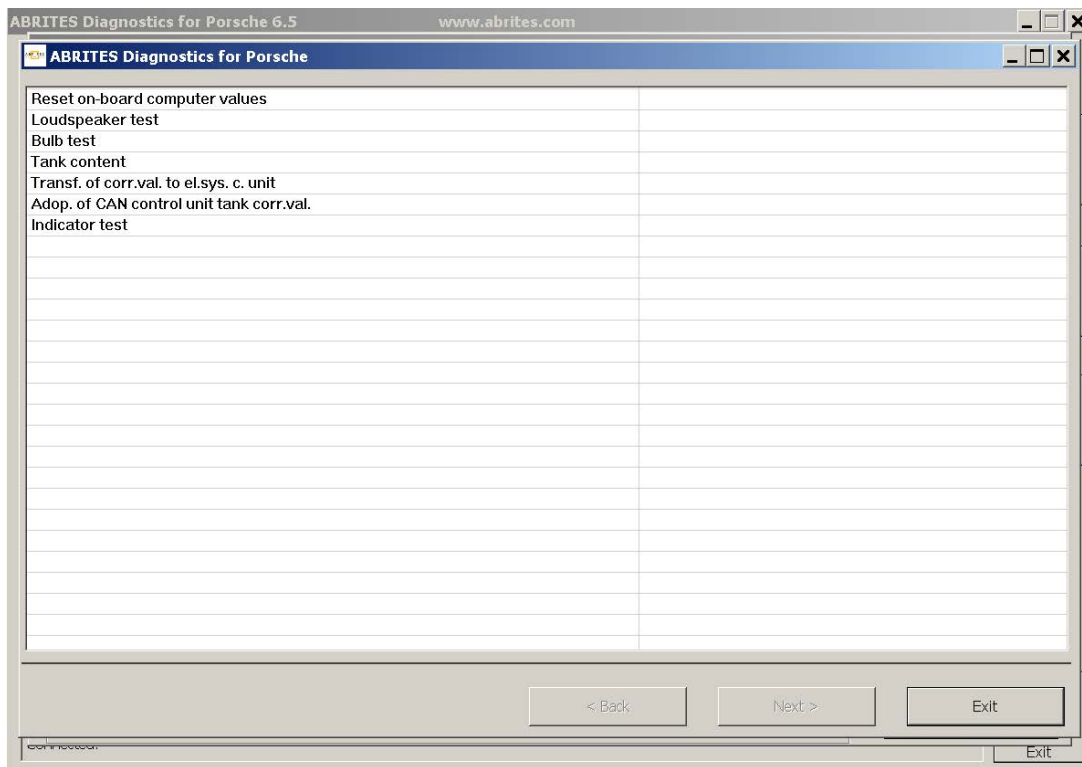 ABRITES Diagnostics for Porsche 6.5 www.abrites.com
ABRITES Diagnostics for Porsche
Reset on-board computer values
Loudspeaker test
Bulb test
Tank content
Transf. of corr.val. to el.sys. c. unit
Adop. of CAN control unit tank corr.val.
Indicator test
< Back Next > Exit
Exit